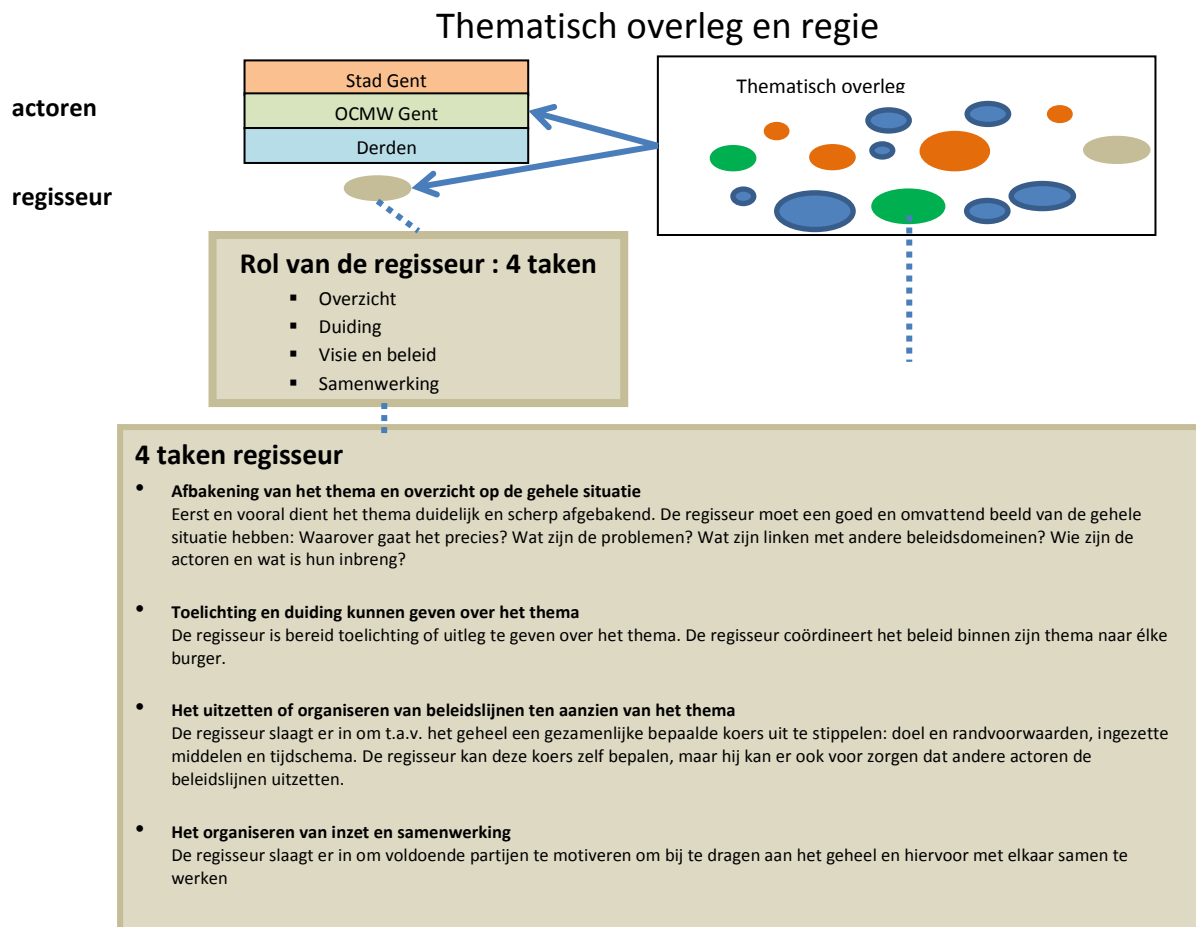 Thematisch overleg en regie
actoren
Stad Gent
OCMW Gent
Derden
Thematisch overleg
regisseur
Rol van de regisseur : 4 taken
▪ Overzicht
▪ Duiding
▪ Visie en beleid
▪ Samenwerking
4 taken regisseur
• Afbakening van het thema en overzicht op de gehele situatie
Eerst en vooral dient het thema duidelijk en scherp afgebakend. De regisseur moet een goed en omvattend beeld van de gehele
situatie hebben: Waarover gaat het precies? Wat zijn de problemen? Wat zijn linken met andere beleidsdomeinen? Wie zijn de
actoren en wat is hun inbreng?
• Toelichting en duiding kunnen geven over het thema
De regisseur is bereid toelichting of uitleg te geven over het thema. De regisseur coördineert het beleid binnen zijn thema naar élke
burger.
• Het uitzetten of organiseren van beleidslijnen ten aanzien van het thema
De regisseur slaagt er in om t.a.v. het geheel een gezamenlijke bepaalde koers uit te stippelen: doel en randvoorwaarden, ingezette
middelen en tijdschema. De regisseur kan deze koers zelf bepalen, maar hij kan er ook voor zorgen dat andere actoren de
beleidslijnen uitzetten.
• Het organiseren van inzet en samenwerking
De regisseur slaagt er in om voldoende partijen te motiveren om bij te dragen aan het geheel en hiervoor met elkaar samen te
werken